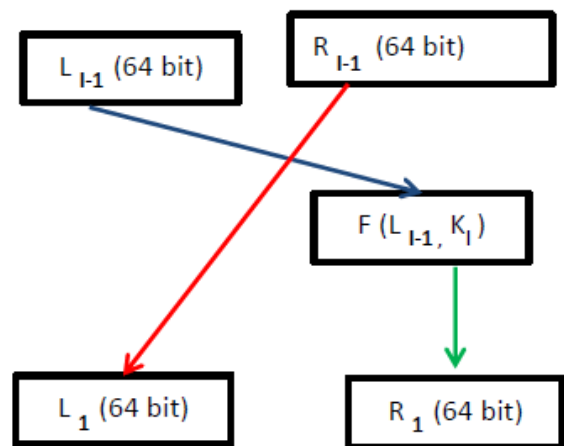 L I-1 (64 bit)
R I-1 (64 bit)
F (L I-1, K I )
L 1 (64 bit)
R 1 (64 bit)